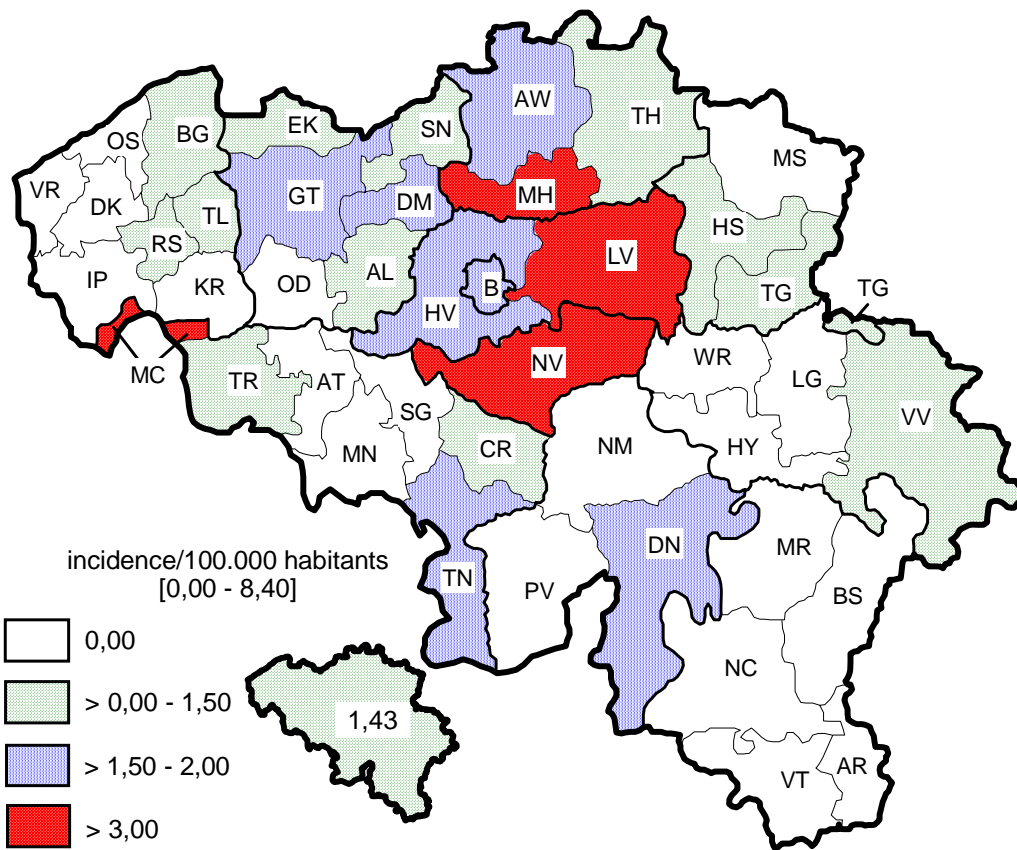 AW
TH
EK
SN
BG
OS
MS
VR
GT
MH
DM
DK
TL
HS
RS
AL
LV
IP
KR
OD
B
TG
TG
HV
MC
TR
AT
NV
WR
LG
SG
VV
MN
CR
NM
HY
DN
MR
TN
PV
BS
NC
VT
AR
incidence/100.000 habitants
[0,00 - 8,40]
0,00
> 0,00 - 1,50
> 1,50 - 2,00
> 3,00
1,43